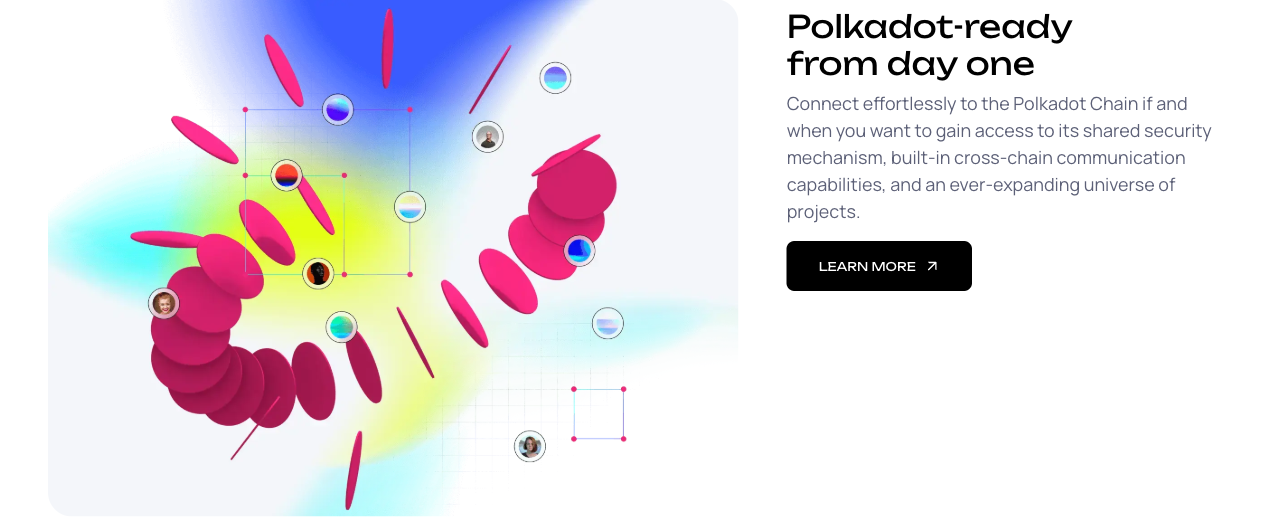 Polkadot-ready
from day one
Connect effortlessly to the Polkadot Chain if and
when you want to gain access to its shared security
mechanism, built-in cross-chain communication
capabilities, and an ever-expanding universe of
projects.
LEARN MORE